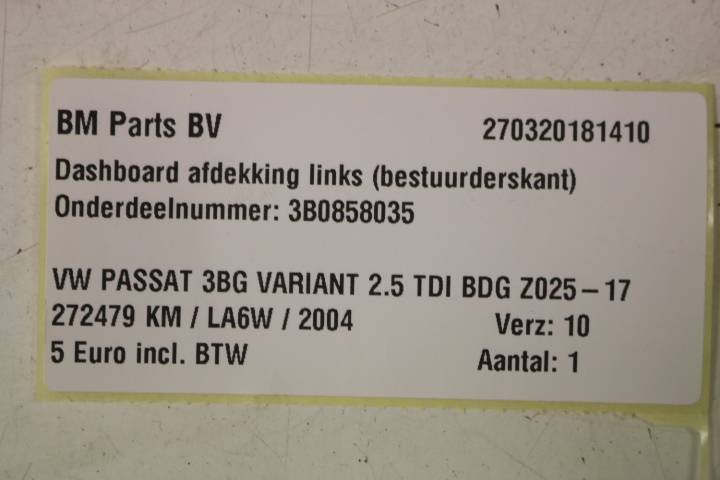 BM Parts BV 270320181410
Dashboard afdekking links (bestuurderskant)
Onderdeelnummer: 3B0858035
VW PASSAT 3BG VARIANT 2.5 TDI BDG Z025-17
272479 KM / LA6W / 2004 Verz: 10
5 Euro incl. BTW Aantal: 1